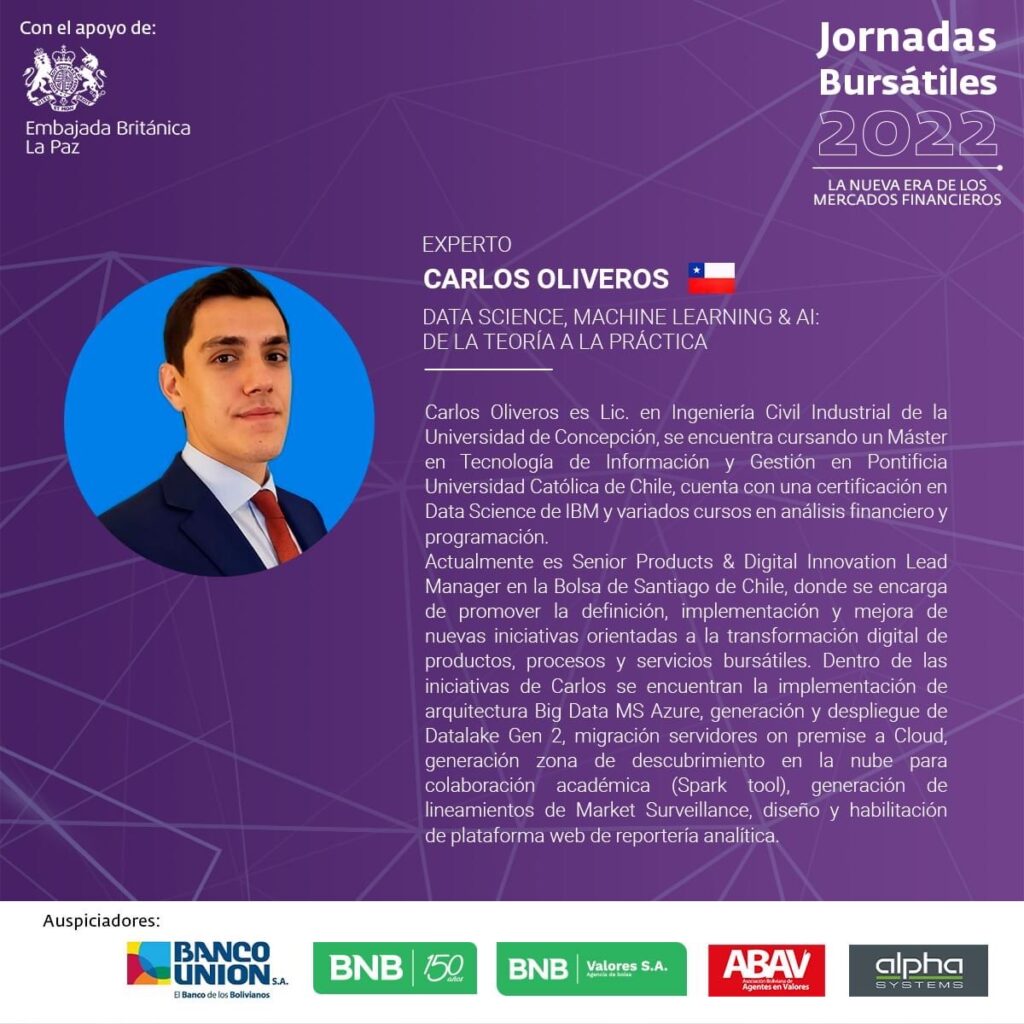 Con el apoyo de:
Embajada Británica
La Paz
Jornadas
Bursátiles
2022
LA NUEVA ERA DE LOS
MERCADOS FINANCIEROS
EXPERTO
CARLOS OLIVEROS
DATA SCIENCE, MACHINE LEARNING & AI:
DE LA TEORÍA A LA PRÁCTICA
Carlos Oliveros es Lic. en Ingeniería Civil Industrial de la
Universidad de Concepción, se encuentra cursando un Máster
en Tecnología de Información y Gestión en Pontificia
Universidad Católica de Chile, cuenta con una certificación en
Data Science de IBM y variados cursos en análisis financiero y
programación.
Actualmente es Senior Products & Digital Innovation Lead
Manager en la Bolsa de Santiago de Chile, donde se encarga
de promover la definición, implementación y mejora de
nuevas iniciativas orientadas a la transformación digital de
productos, procesos y servicios bursátiles. Dentro de las
iniciativas de Carlos se encuentran la implementación de
arquitectura Big Data MS Azure, generación y despliegue de
Datalake Gen 2, migración servidores on premise a Cloud,
generación zona de descubrimiento en la nube para
colaboración académica (Spark tool), generación de
lineamientos de Market Surveillance, diseño y habilitación
de plataforma web de reportería analítica.
Auspiciadores:
BANCO
UNION S.A.
El Banco de los Bolivianos
BNB 150 años
BNB Valores S.A.
Agencia de bolsa
ABAV
Asociación Boliviana de
Agentes en Valores
alpha
SYSTEMS